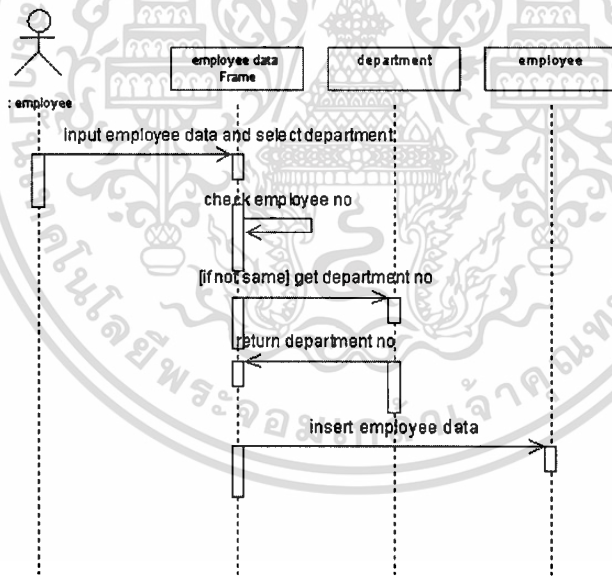 employee data
Frame
department
employee
: employee
input employee data and select department
check employee no
[if not same] get department no
return department no
insert employee data